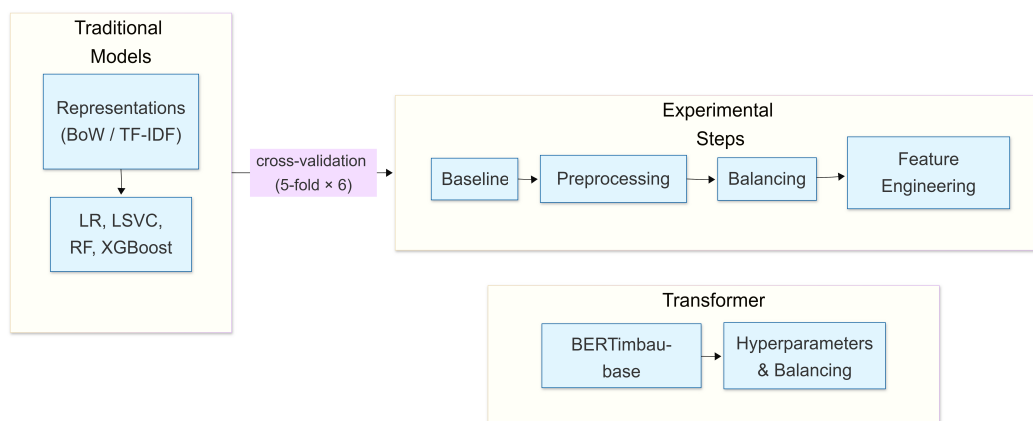 Traditional
Models
Representations
(BoW / TF-IDF)
LR, LSVC,
RF, XGBoost
cross-validation
(5-fold × 6)
Experimental
Steps
Baseline
Preprocessing
Balancing
Feature
Engineering
Transformer
BERTimbau-
base
Hyperparameters
& Balancing